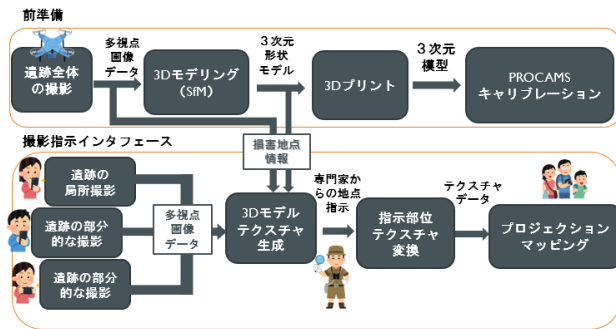 前準備
遺跡全体
の撮影
多視点
画像
データ
3Dモデリング
（SfM）
３次元
形状
モデル
3Dプリント
３次元
模型
PROCAMS
キャリブレーション
撮影指示インタフェース
損害地点
情報
遺跡の
局所撮影
遺跡の部分
的な撮影
遺跡の部分
的な撮影
多視点
画像
データ
3Dモデル
テクスチャ
生成
専門家か
らの地点
指示
指示部位
テクスチャ
変換
テクスチャ
データ
プロジェクション
マッピング